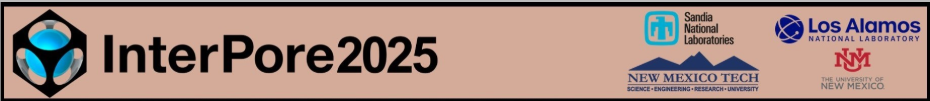 InterPore2025
Sandia
National
Laboratories
Los Alamos
NATIONAL LABORATORY
NEW MEXICO TECH
SCIENCE • ENGINEERING • RESEARCH • UNIVERSITY
NM
THE UNIVERSITY OF
NEW MEXICO